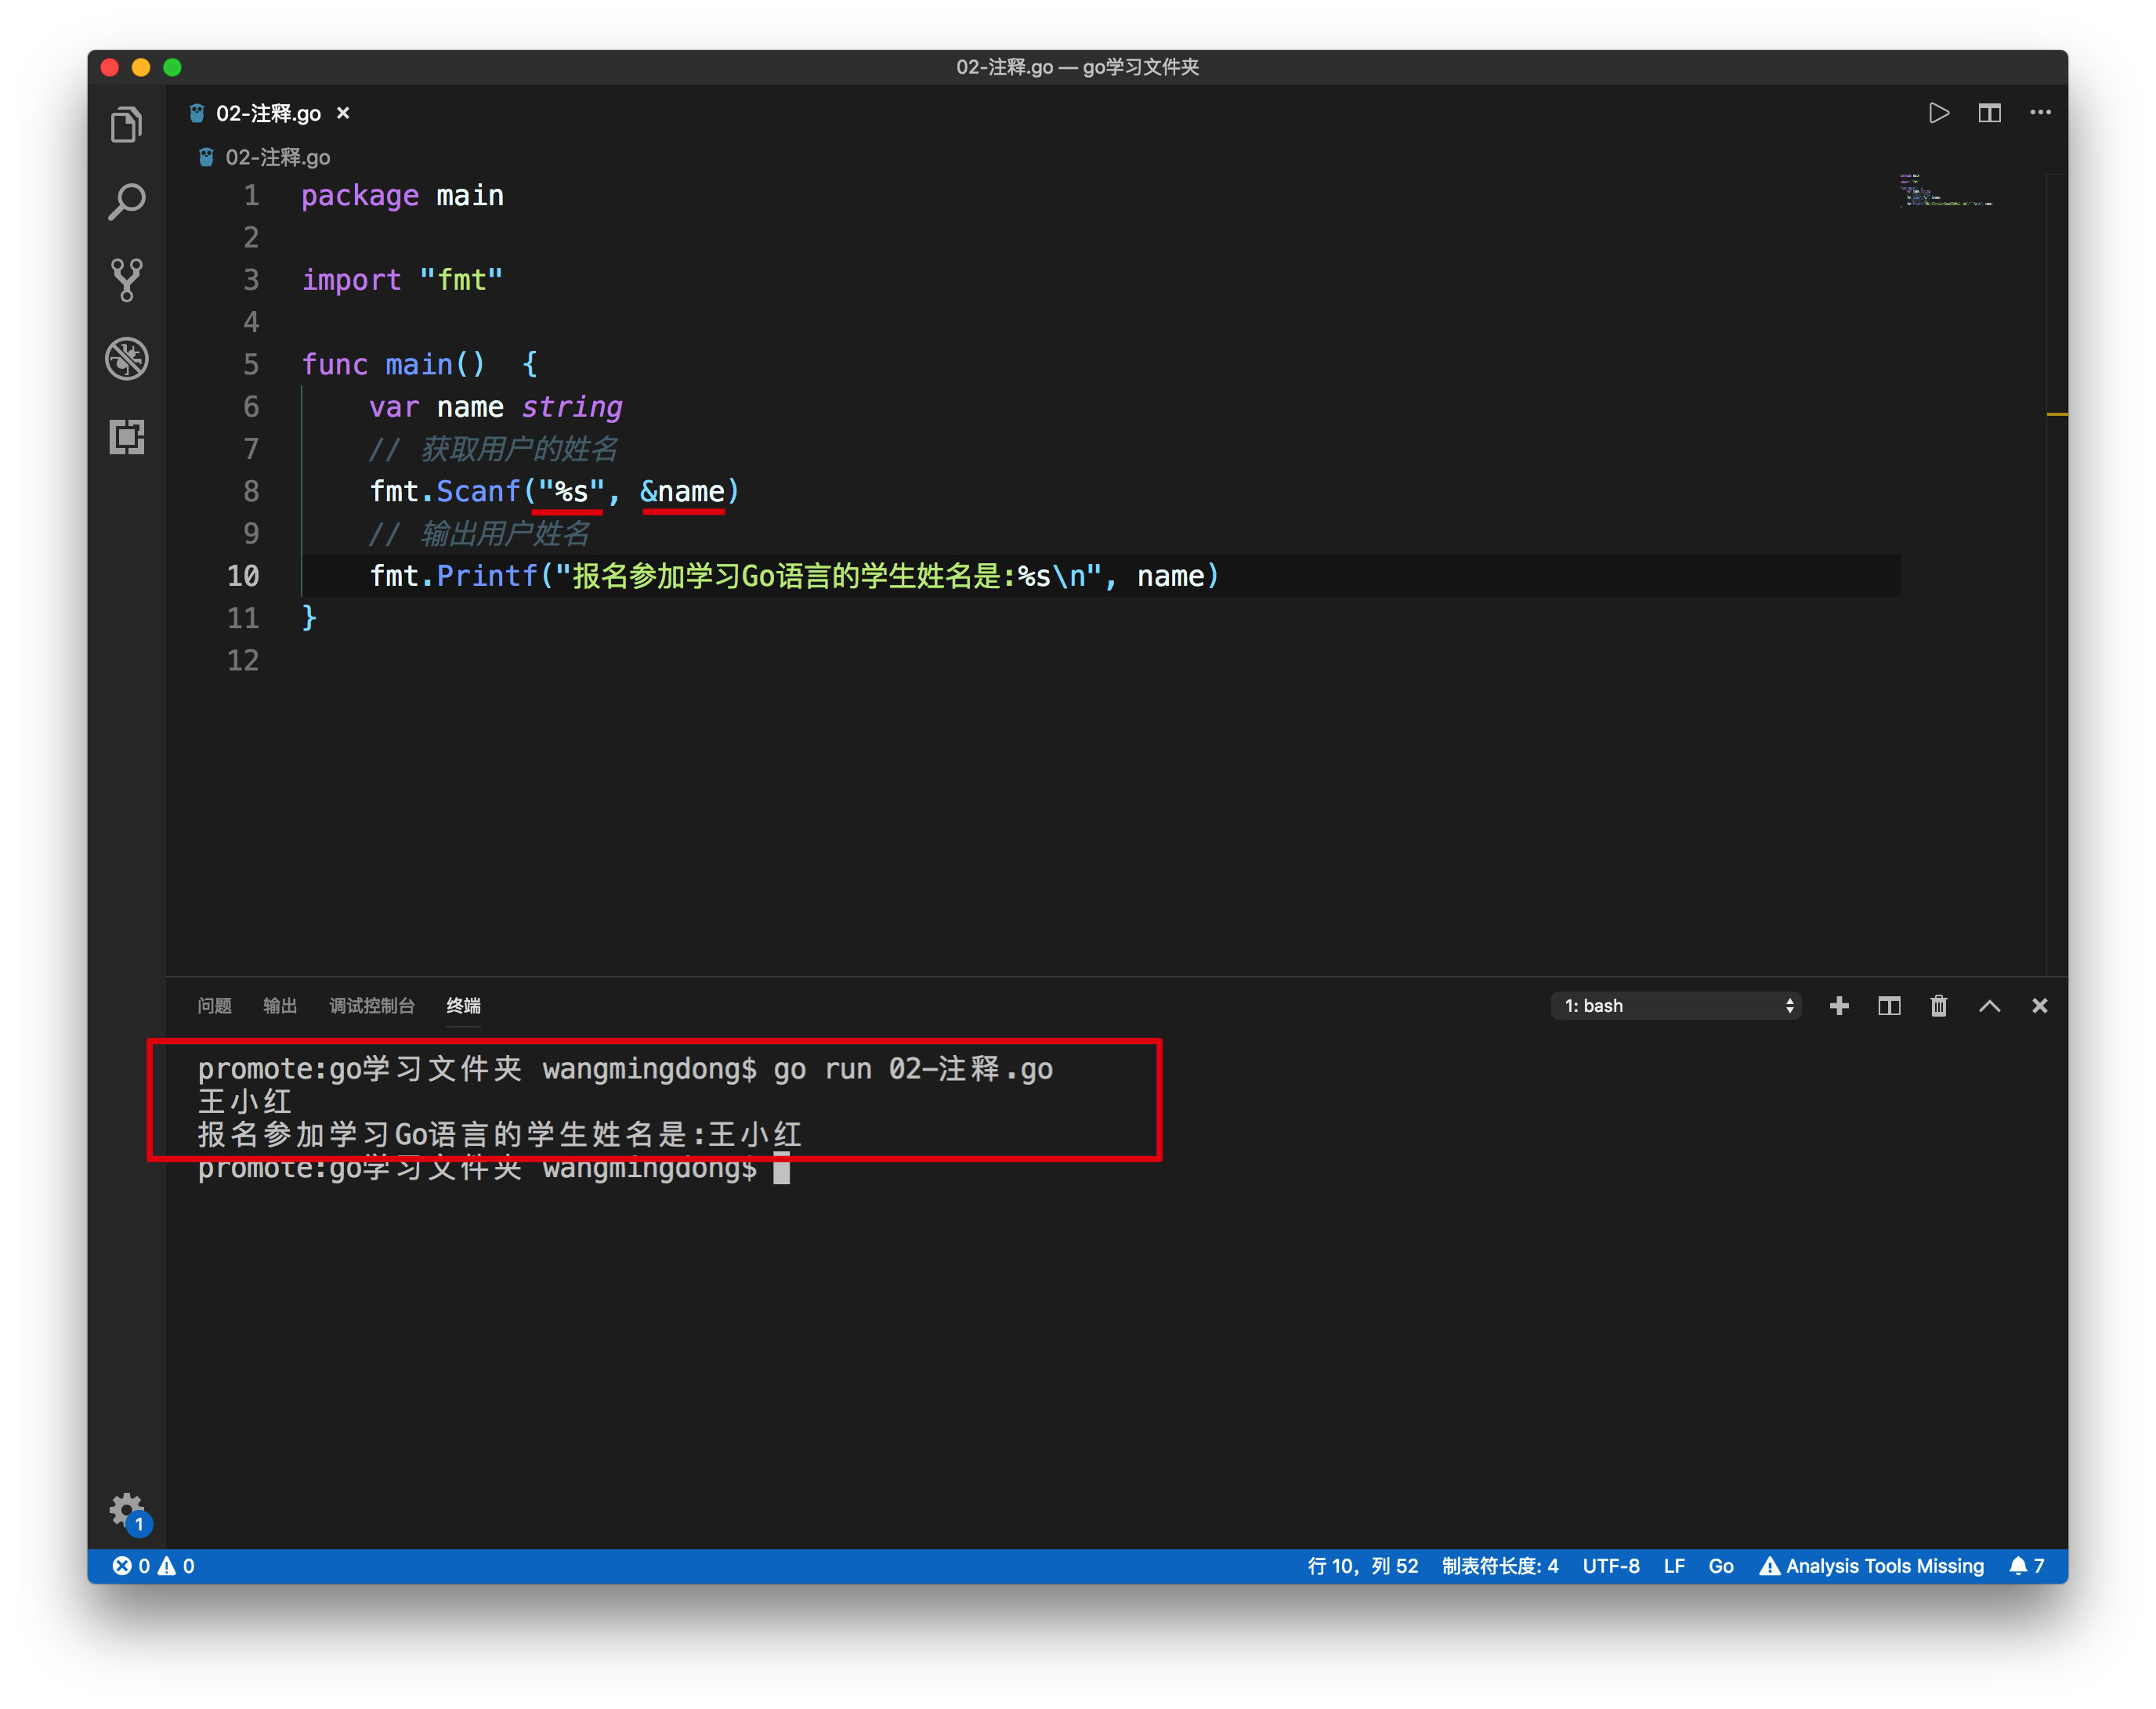 02-注释.go — go学习文件夹
02-注释.go ×
02-注释.go
1 package main
2
3 import "fmt"
4
5 func main()  {
6     var name string
7     // 获取用户的姓名
8     fmt.Scanf("%s", &name)
9     // 输出用户姓名
10     fmt.Printf("报名参加学习Go语言的学生姓名是:%s\n", name)
11 }
12
问题 输出 调试控制台 终端 1: bash
promote:go学习文件夹 wangmingdong$ go run 02-注释.go
王小红
报名参加学习Go语言的学生姓名是:王小红
promote:go学习文件夹 wangmingdong$
1
0 0 行 10，列 52 制表符长度: 4 UTF-8 LF Go Analysis Tools Missing 7